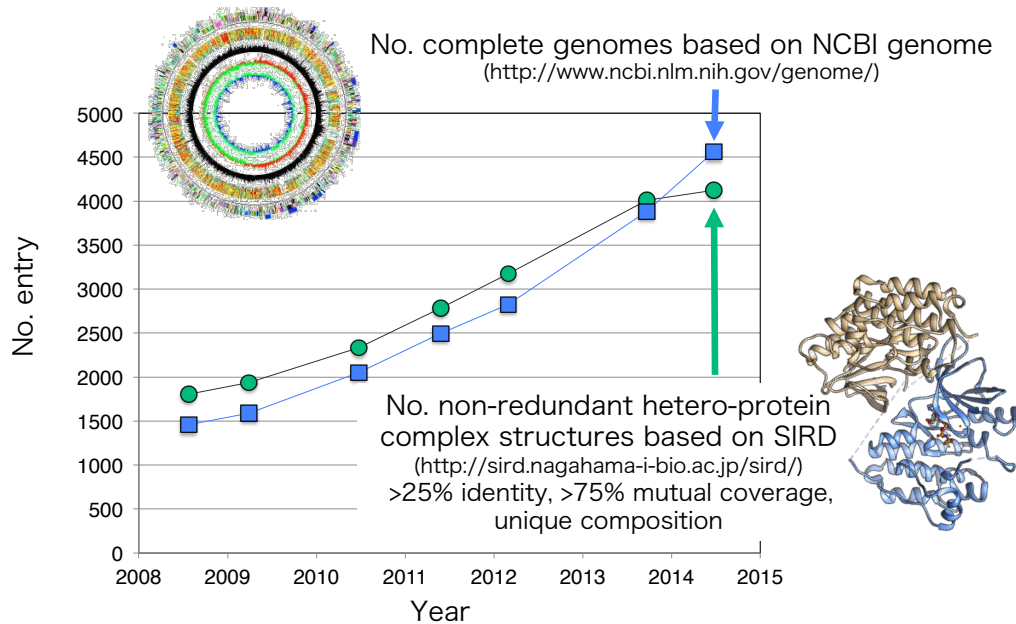 No. complete genomes based on NCBI genome
(http://www.ncbi.nlm.nih.gov/genome/)
5000
4500
4000
3500
3000
2500
2000
1500
1000
500
0
No. entry
No. non-redundant hetero-protein
complex structures based on SIRD
(http://sird.nagahama-i-bio.ac.jp/sird/)
>25% identity, >75% mutual coverage,
unique composition
2008 2009 2010 2011 2012 2013 2014 2015
Year